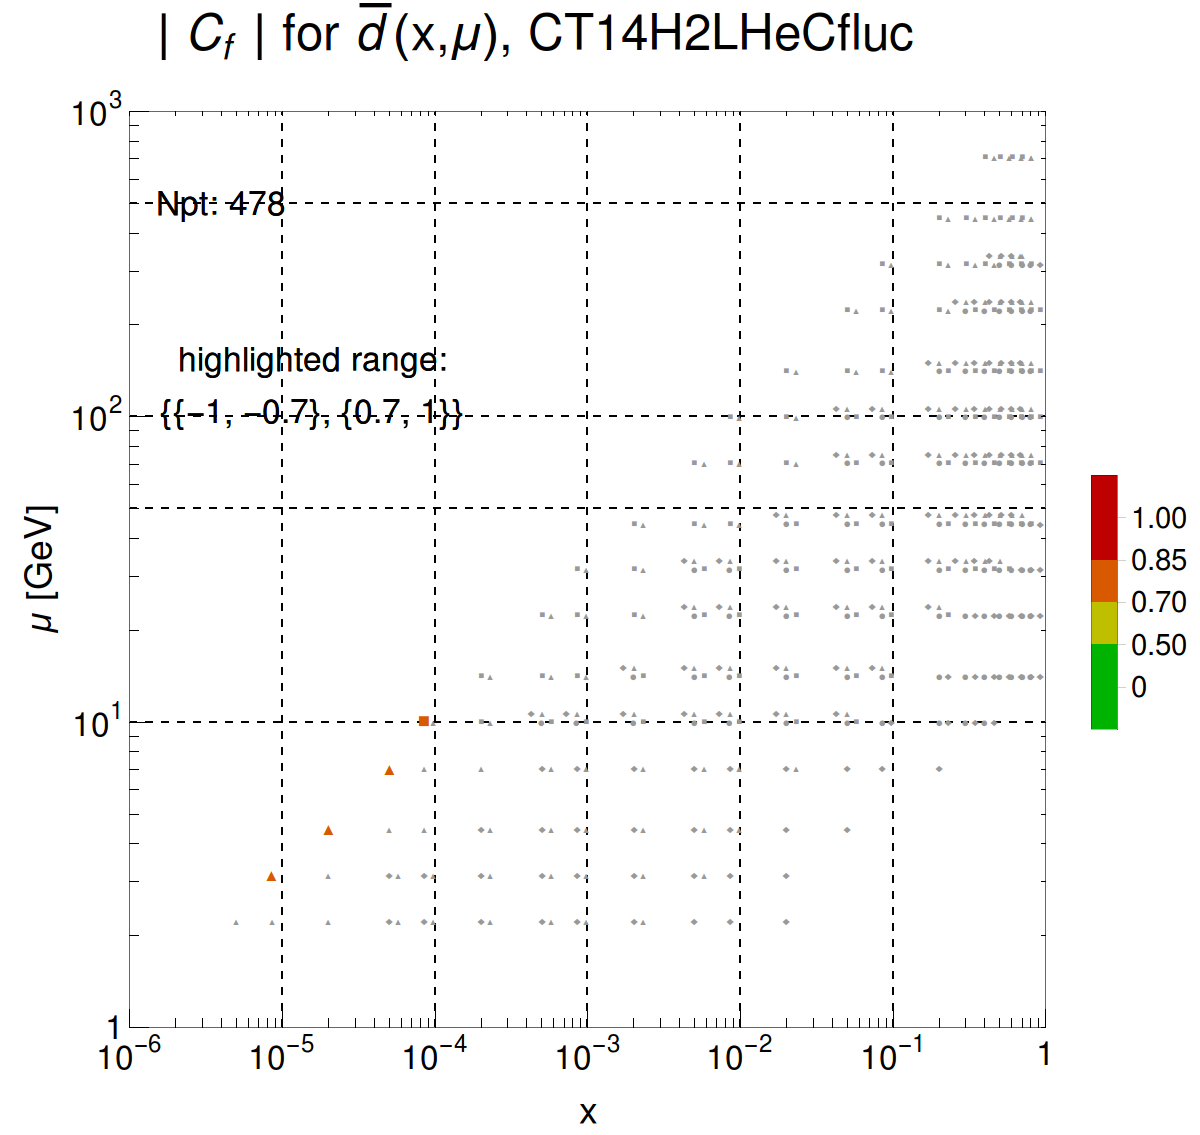 | C_f | for d̅(x,μ), CT14H2LHeCfluc
10^3
Npt: 478
highlighted range:
{{−1, −0.7}, {0.7, 1}}
10^2
μ [GeV]
1.00
0.85
0.70
0.50
0
10^1
1
10^−6
10^−5
10^−4
10^−3
10^−2
10^−1
1
x